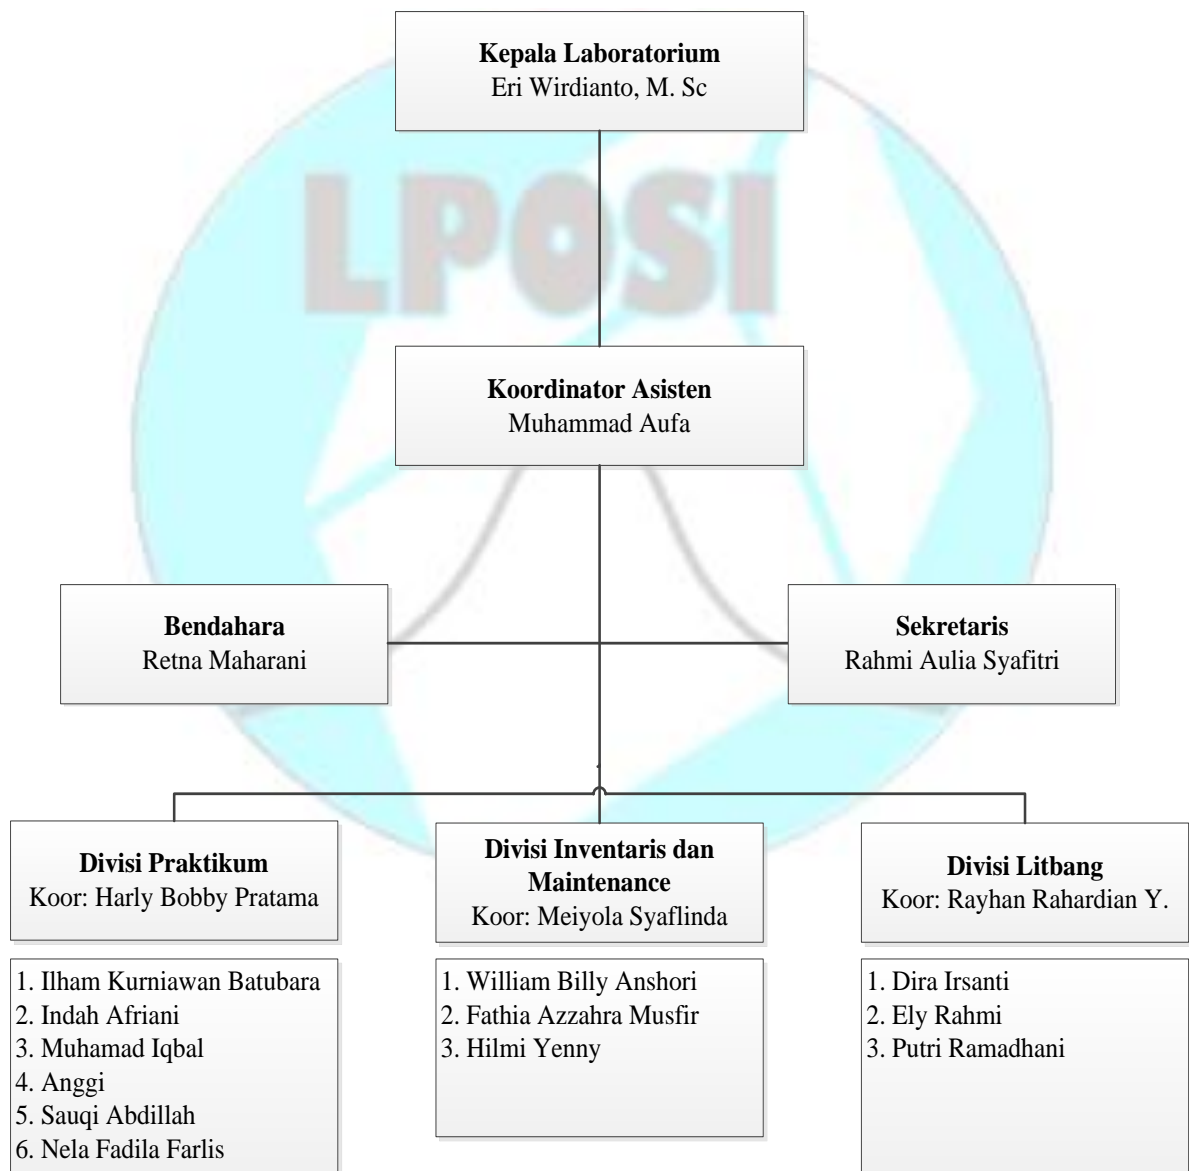 Kepala Laboratorium
Eri Wirdianto, M. Sc
LPOSI
Koordinator Asisten
Muhammad Aufa
Bendahara
Retna Maharani
Sekretaris
Rahmi Aulia Syafitri
Divisi Praktikum
Koor: Harly Bobby Pratama
Divisi Inventaris dan
Maintenance
Koor: Meiyola Syaflinda
Divisi Litbang
Koor: Rayhan Rahardian Y.
1. Ilham Kurniawan Batubara
2. Indah Afriani
3. Muhamad Iqbal
4. Anggi
5. Sauqi Abdillah
6. Nela Fadila Farlis
1. William Billy Anshori
2. Fathia Azzahra Musfir
3. Hilmi Yenny
1. Dira Irsanti
2. Ely Rahmi
3. Putri Ramadhani